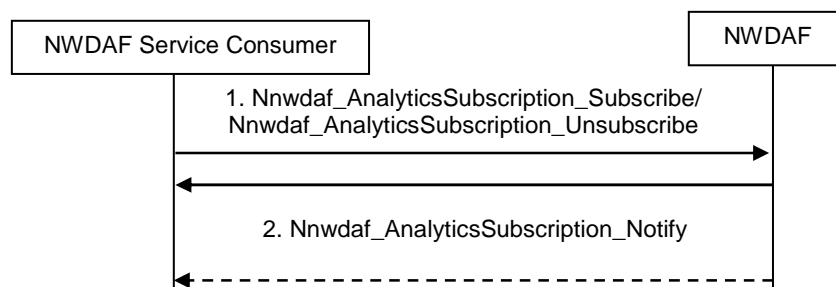 NWDAF Service Consumer
NWDAF
1. Nnwdaf_AnalyticsSubscription_Subscribe/
Nnwdaf_AnalyticsSubscription_Unsubscribe
2. Nnwdaf_AnalyticsSubscription_Notify